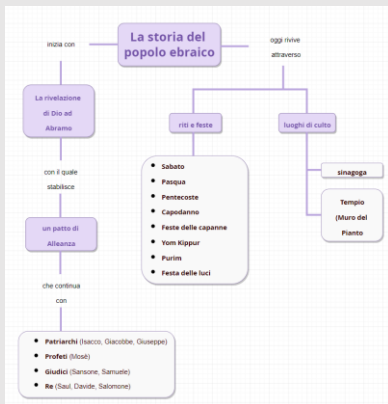 La storia del
popolo ebraico
inizia con
La rivelazione
di Dio ad
Abramo
con il quale
stabilisce
un patto di
Alleanza
che continua
con
Patriarchi (Isacco, Giacobbe, Giuseppe)
Profeti (Mosè)
Giudici (Sansone, Samuele)
Re (Saul, Davide, Salomone)
oggi rivive
attraverso
riti e feste
Sabato
Pasqua
Pentecoste
Capodanno
Feste delle capanne
Yom Kippur
Purim
Festa delle luci
luoghi di culto
sinagoga
Tempio
(Muro del
Pianto